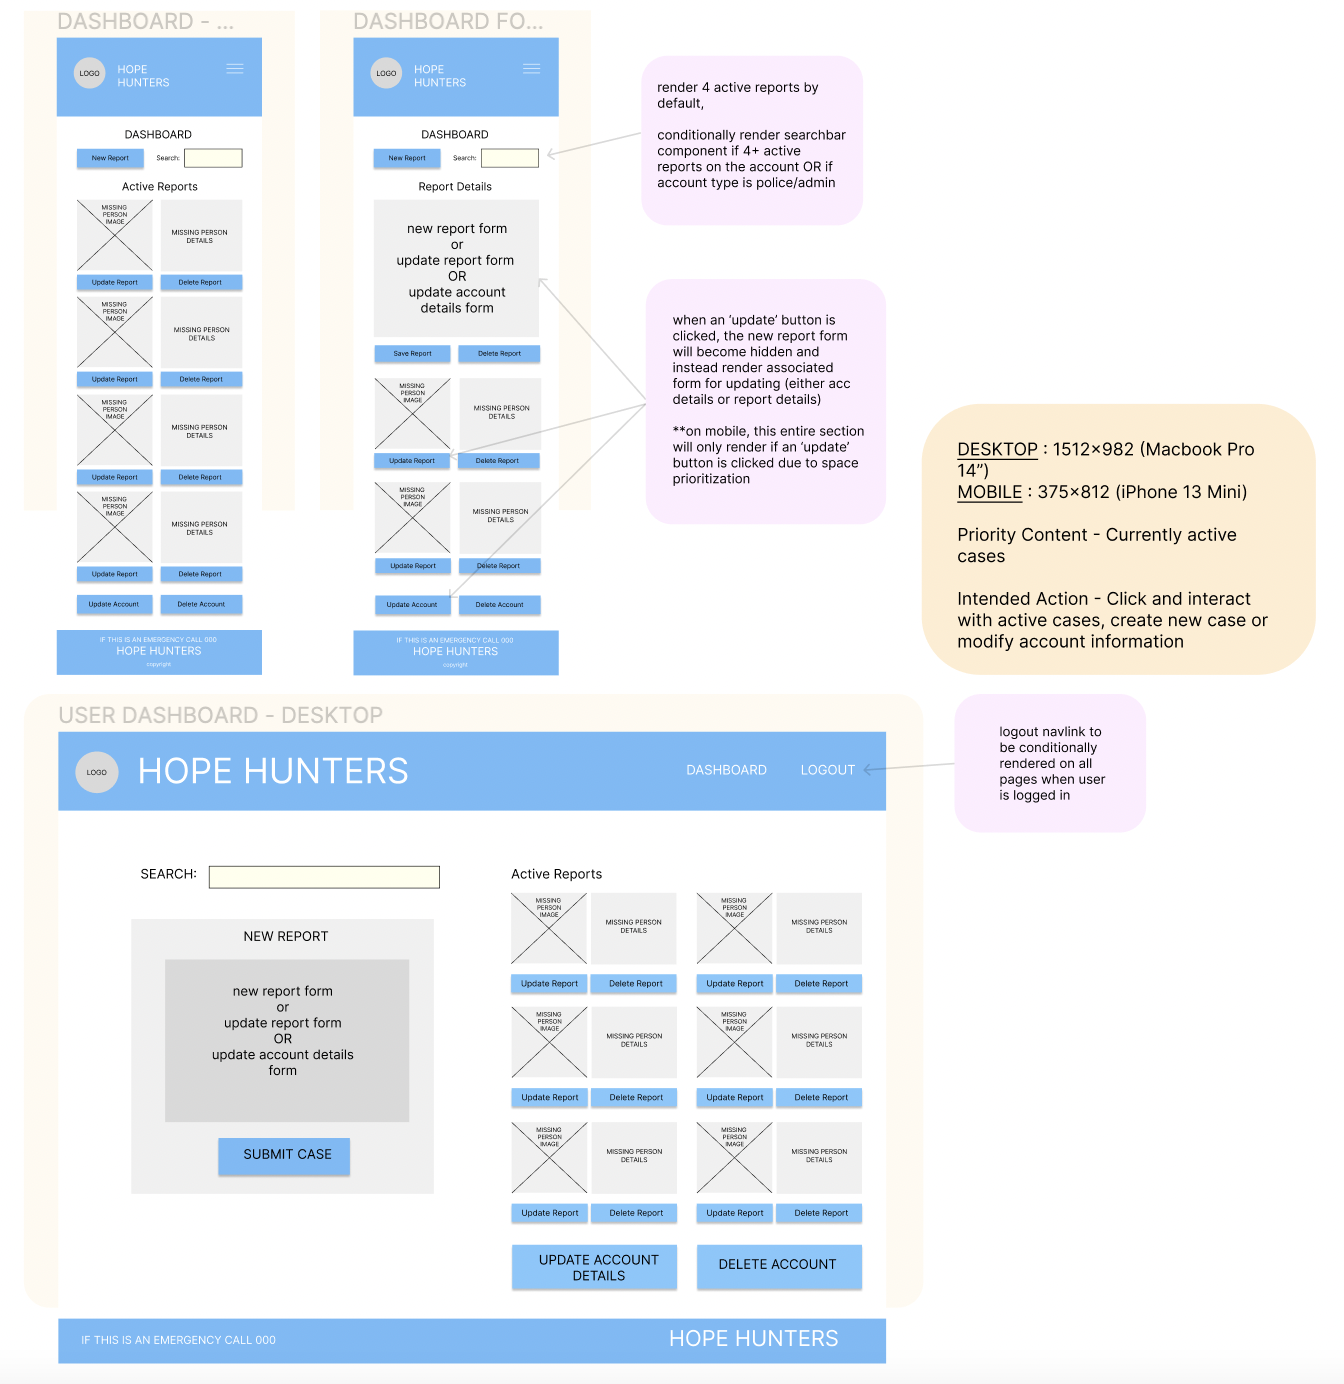 DASHBOARD - ...
LOGO
HOPE
HUNTERS
DASHBOARD
New Report
Search:
Active Reports
MISSING
PERSON
IMAGE
MISSING PERSON
DETAILS
Update Report
Delete Report
MISSING
PERSON
IMAGE
MISSING PERSON
DETAILS
Update Report
Delete Report
MISSING
PERSON
IMAGE
MISSING PERSON
DETAILS
Update Report
Delete Report
MISSING
PERSON
IMAGE
MISSING PERSON
DETAILS
Update Report
Delete Report
Update Account
Delete Account
IF THIS IS AN EMERGENCY CALL 000
HOPE HUNTERS
copyright
DASHBOARD FO...
LOGO
HOPE
HUNTERS
DASHBOARD
New Report
Search:
Report Details
new report form
or
update report form
OR
update account
details form
Save Report
Delete Report
MISSING
PERSON
IMAGE
MISSING PERSON
DETAILS
Update Report
Delete Report
MISSING
PERSON
IMAGE
MISSING PERSON
DETAILS
Update Report
Delete Report
Update Account
Delete Account
IF THIS IS AN EMERGENCY CALL 000
HOPE HUNTERS
copyright
render 4 active reports by
default,
conditionally render searchbar
component if 4+ active
reports on the account OR if
account type is police/admin
when an ‘update’ button is
clicked, the new report form
will become hidden and
instead render associated
form for updating (either acc
details or report details)
**on mobile, this entire section
will only render if an ‘update’
button is clicked due to space
prioritization
DESKTOP : 1512×982 (Macbook Pro
14”)
MOBILE : 375×812 (iPhone 13 Mini)
Priority Content - Currently active
cases
Intended Action - Click and interact
with active cases, create new case or
modify account information
USER DASHBOARD - DESKTOP
LOGO
HOPE HUNTERS
DASHBOARD
LOGOUT
logout navlink to
be conditionally
rendered on all
pages when user
is logged in
SEARCH:
NEW REPORT
new report form
or
update report form
OR
update account details
form
SUBMIT CASE
Active Reports
MISSING
PERSON
IMAGE
MISSING PERSON
DETAILS
MISSING
PERSON
IMAGE
MISSING PERSON
DETAILS
Update Report
Delete Report
Update Report
Delete Report
MISSING
PERSON
IMAGE
MISSING PERSON
DETAILS
MISSING
PERSON
IMAGE
MISSING PERSON
DETAILS
Update Report
Delete Report
Update Report
Delete Report
MISSING
PERSON
IMAGE
MISSING PERSON
DETAILS
MISSING
PERSON
IMAGE
MISSING PERSON
DETAILS
Update Report
Delete Report
Update Report
Delete Report
UPDATE ACCOUNT
DETAILS
DELETE ACCOUNT
IF THIS IS AN EMERGENCY CALL 000
HOPE HUNTERS